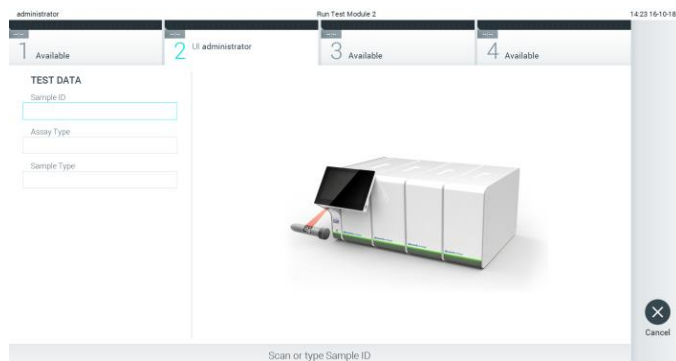 administrator
Run Test Module 2
14:23 16-10-18
--:--
1 Available
--:--
2 UI administrator
--:--
3 Available
--:--
4 Available
TEST DATA
Sample ID
Assay Type
Sample Type
Cancel
Scan or type Sample ID